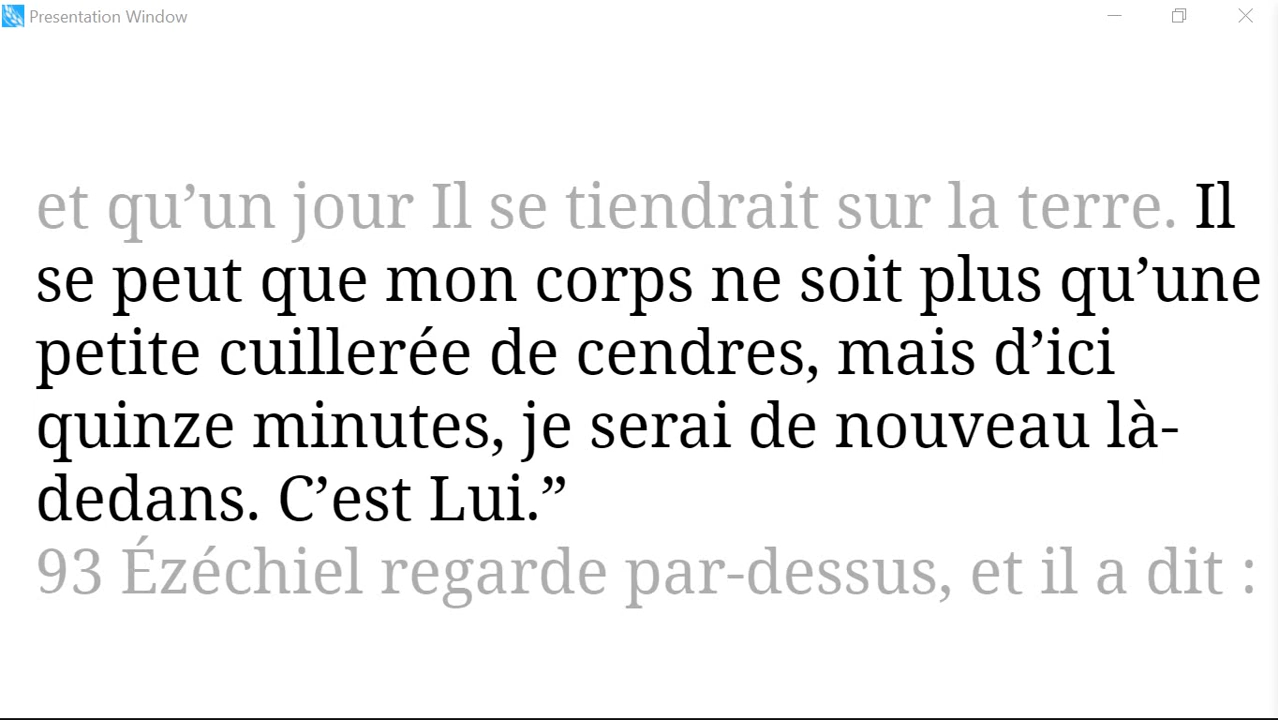 Presentation Window
et qu’un jour Il se tiendrait sur la terre. Il
se peut que mon corps ne soit plus qu’une
petite cuillerée de cendres, mais d’ici
quinze minutes, je serai de nouveau là-
dedans. C’est Lui.”
93 Ézéchiel regarde par-dessus, et il a dit :